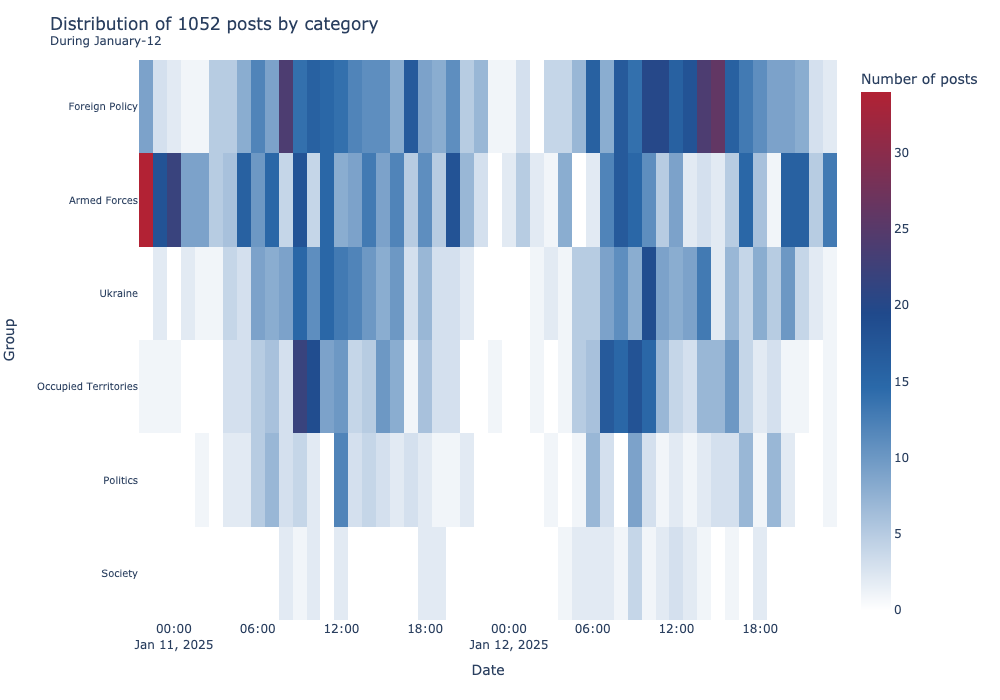 Distribution of 1052 posts by category
During January-12
Number of posts
Foreign Policy
Armed Forces
Ukraine
Occupied Territories
Politics
Society
Group
30
25
20
15
10
5
0
00:00 06:00 12:00 18:00 00:00 06:00 12:00 18:00
Jan 11, 2025 Jan 12, 2025
Date